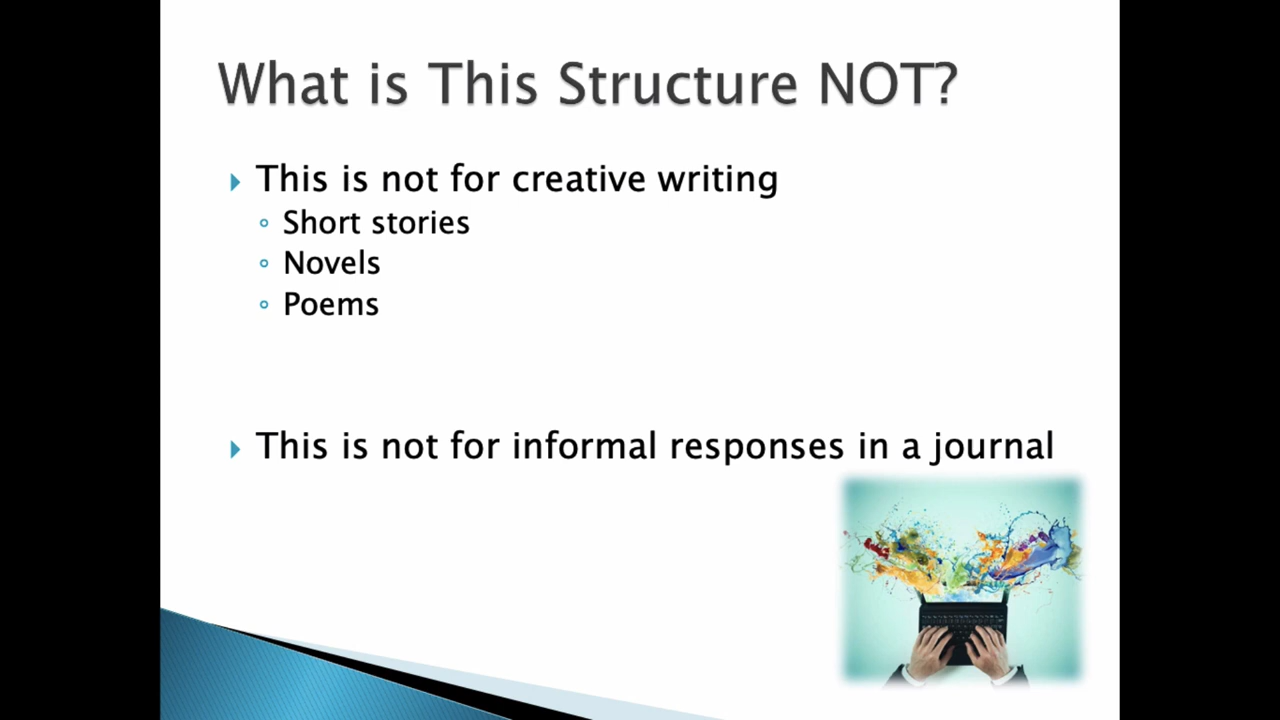 What is This Structure NOT?
This is not for creative writing
Short stories
Novels
Poems
This is not for informal responses in a journal